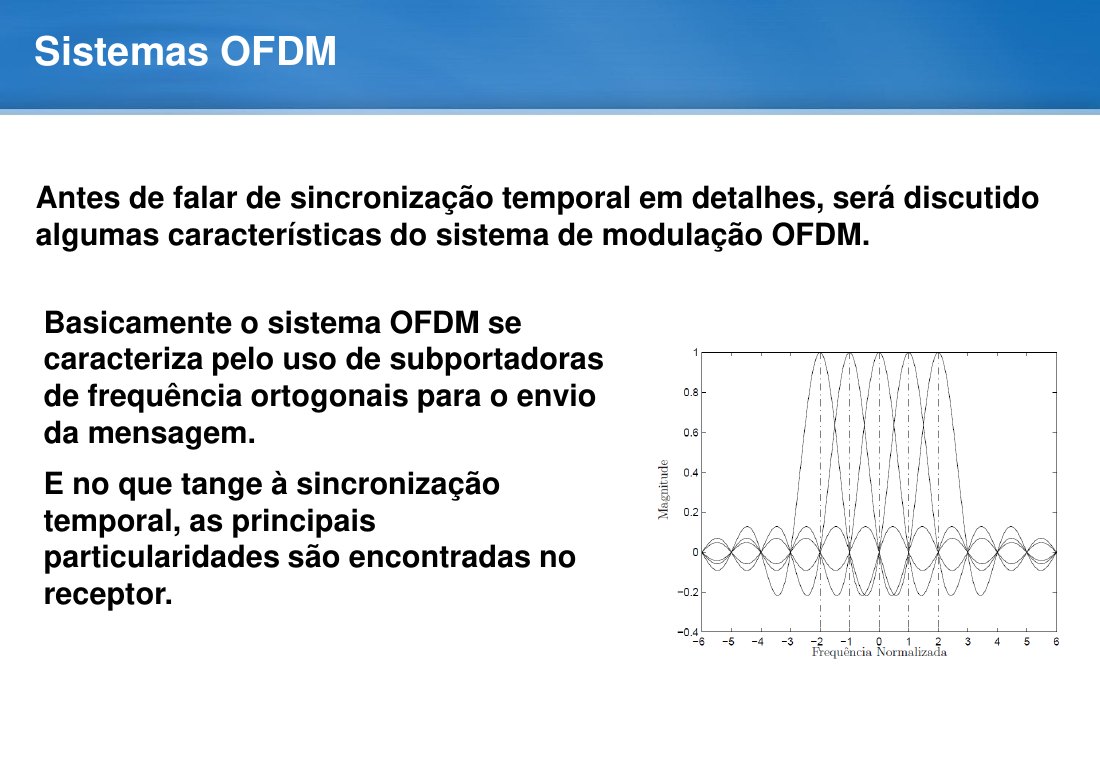 Sistemas OFDM
Antes de falar de sincronização temporal em detalhes, será discutido
algumas características do sistema de modulação OFDM.
Basicamente o sistema OFDM se
caracteriza pelo uso de subportadoras
de frequência ortogonais para o envio
da mensagem.
E no que tange à sincronização
temporal, as principais
particularidades são encontradas no
receptor.
1
0.8
0.6
0.4
0.2
0
−0.2
−0.4
Magnitude
−6 −5 −4 −3 −2 −1 0 1 2 3 4 5 6
Frequência Normalizada